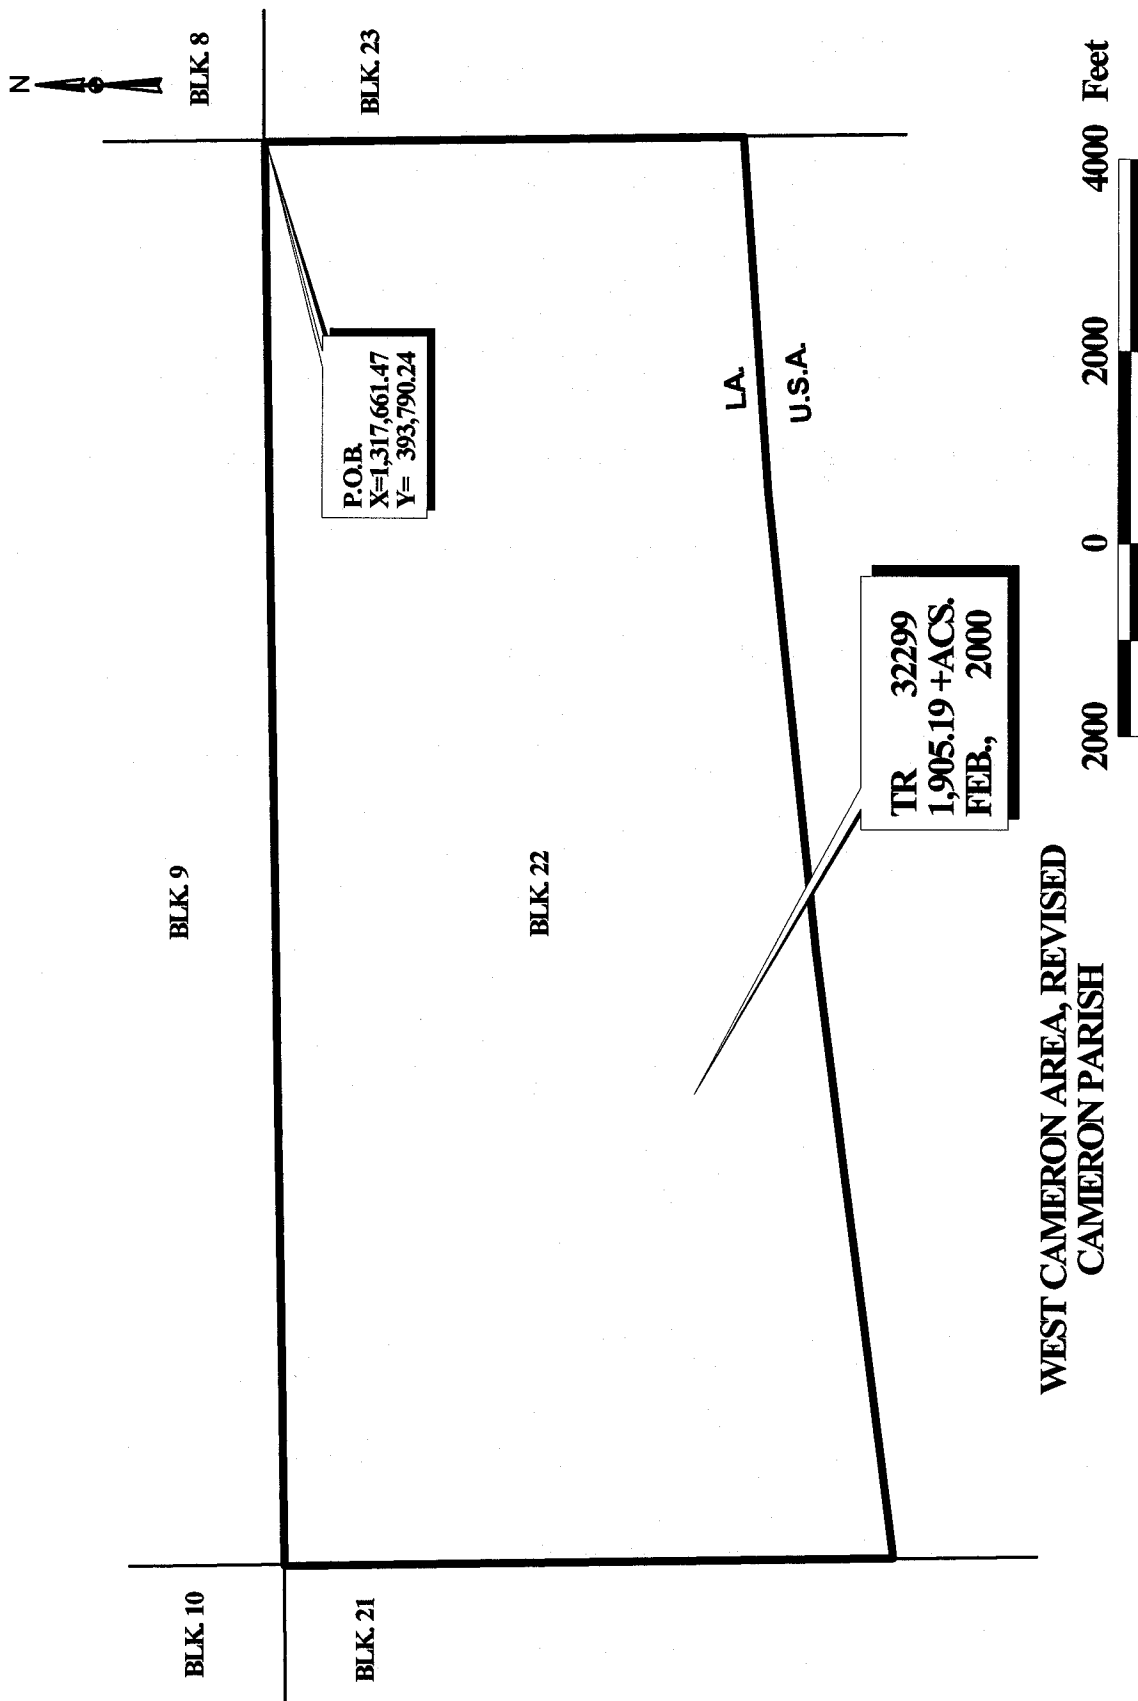 N
BLK. 10
BLK. 9
BLK. 8
BLK. 21
BLK. 22
BLK. 23
P.O.B.
X=1,317,661.47
Y= 393,790.24
LA.
U.S.A.
TR 32299
1,905.19 +ACS.
FEB., 2000
WEST CAMERON AREA, REVISED
CAMERON PARISH
2000 0 2000 4000 Feet